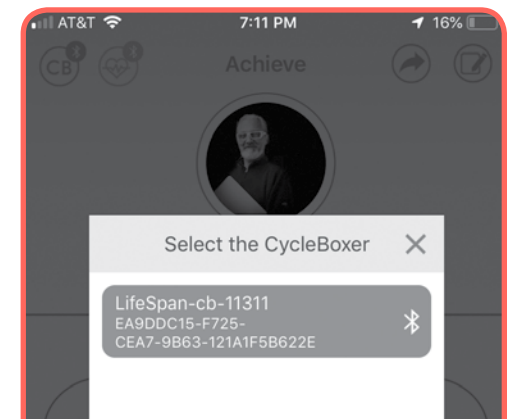 AT&T 7:11 PM 16%
CB Achieve
Select the CycleBoxer
LifeSpan-cb-11311
EA9DDC15-F725-
CEA7-9B63-121A1F5B622E